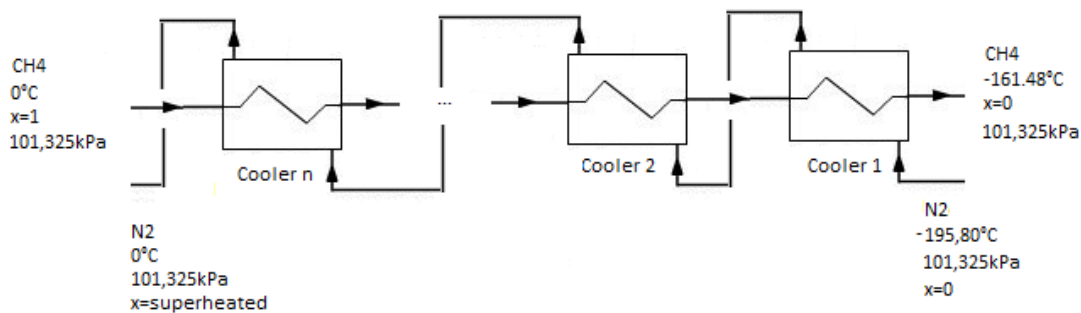 CH4
0°C
x=1
101,325kPa
Cooler n
...
Cooler 2
Cooler 1
CH4
-161.48°C
x=0
101,325kPa
N2
0°C
101,325kPa
x=superheated
N2
-195,80°C
101,325kPa
x=0